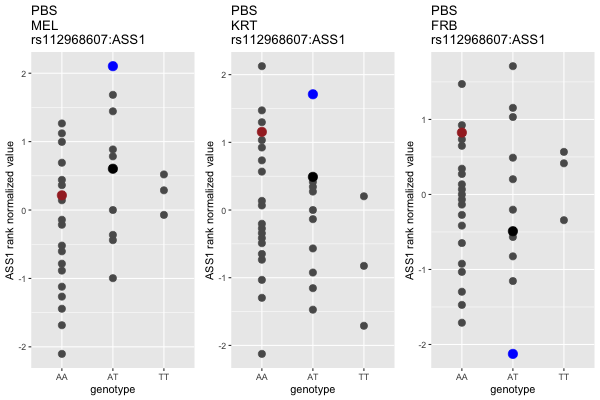 PBS
MEL
rs112968607:ASS1
ASS1 rank normalized value
2
1
0
-1
-2
AA
AT
TT
genotype
PBS
KRT
rs112968607:ASS1
ASS1 rank normalized value
2
1
0
-1
-2
AA
AT
TT
genotype
PBS
FRB
rs112968607:ASS1
ASS1 rank normalized value
1
0
-1
-2
AA
AT
TT
genotype